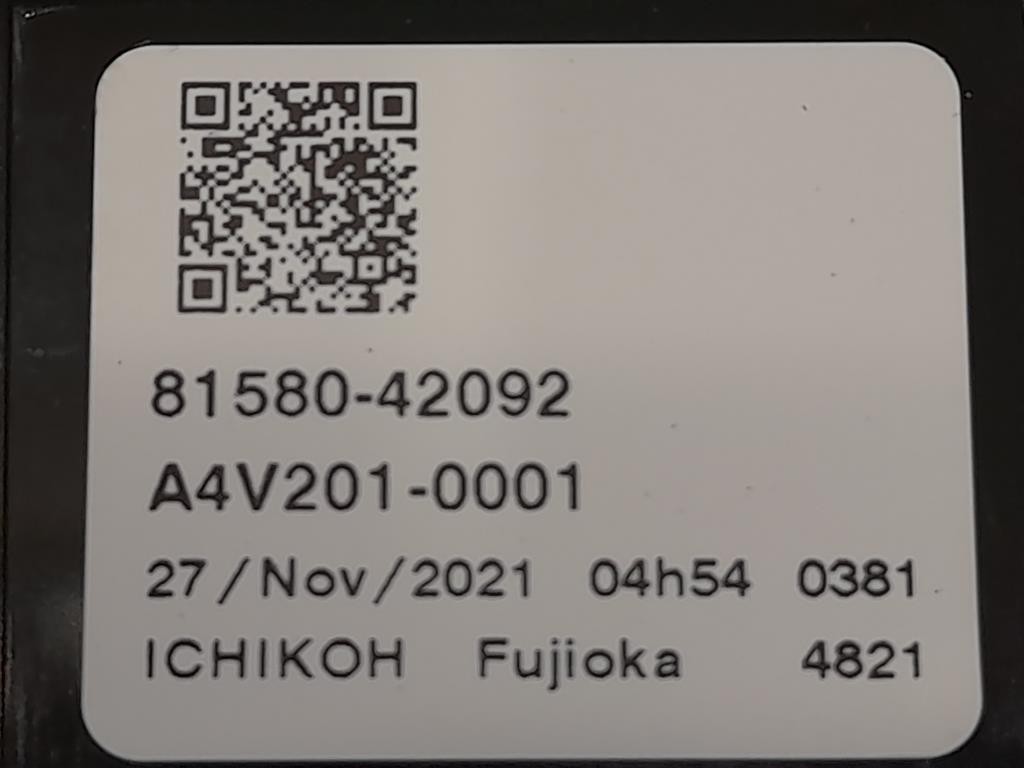 81580-42092
A4V201-0001
27/Nov/2021 04h54 0381
ICHIKOH Fujioka 4821